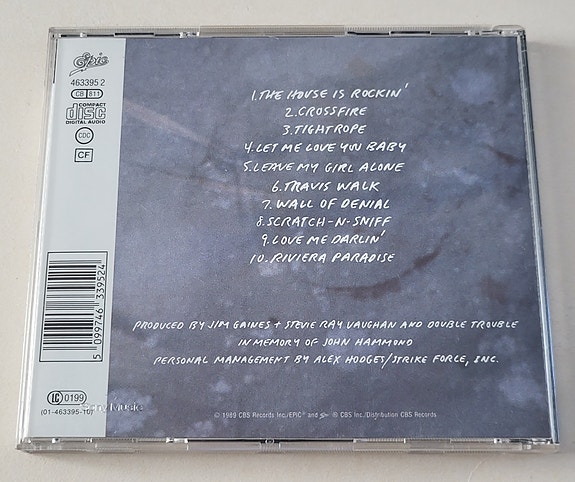 Epic
463395 2
CB 811
COMPACT
disc
DIGITAL AUDIO
CDC
CF
1. THE HOUSE IS ROCKIN'
2. CROSSFIRE
3. TIGHTROPE
4. LET ME LOVE YOU BABY
5. LEAVE MY GIRL ALONE
6. TRAVIS WALK
7. WALL OF DENIAL
8. SCRATCH-N-SNIFF
9. LOVE ME DARLIN'
10. RIVIERA PARADISE
PRODUCED BY JIM GAINES + STEVIE RAY VAUGHAN AND DOUBLE TROUBLE
IN MEMORY OF JOHN HAMMOND
PERSONAL MANAGEMENT BY ALEX HODGES/STRIKE FORCE, INC.
5 099746 339524
LC 0199
(01-463395-10)
Sony Music
© 1989 CBS Records Inc./EPIC® and ℗ CBS Inc./Distribution CBS Records